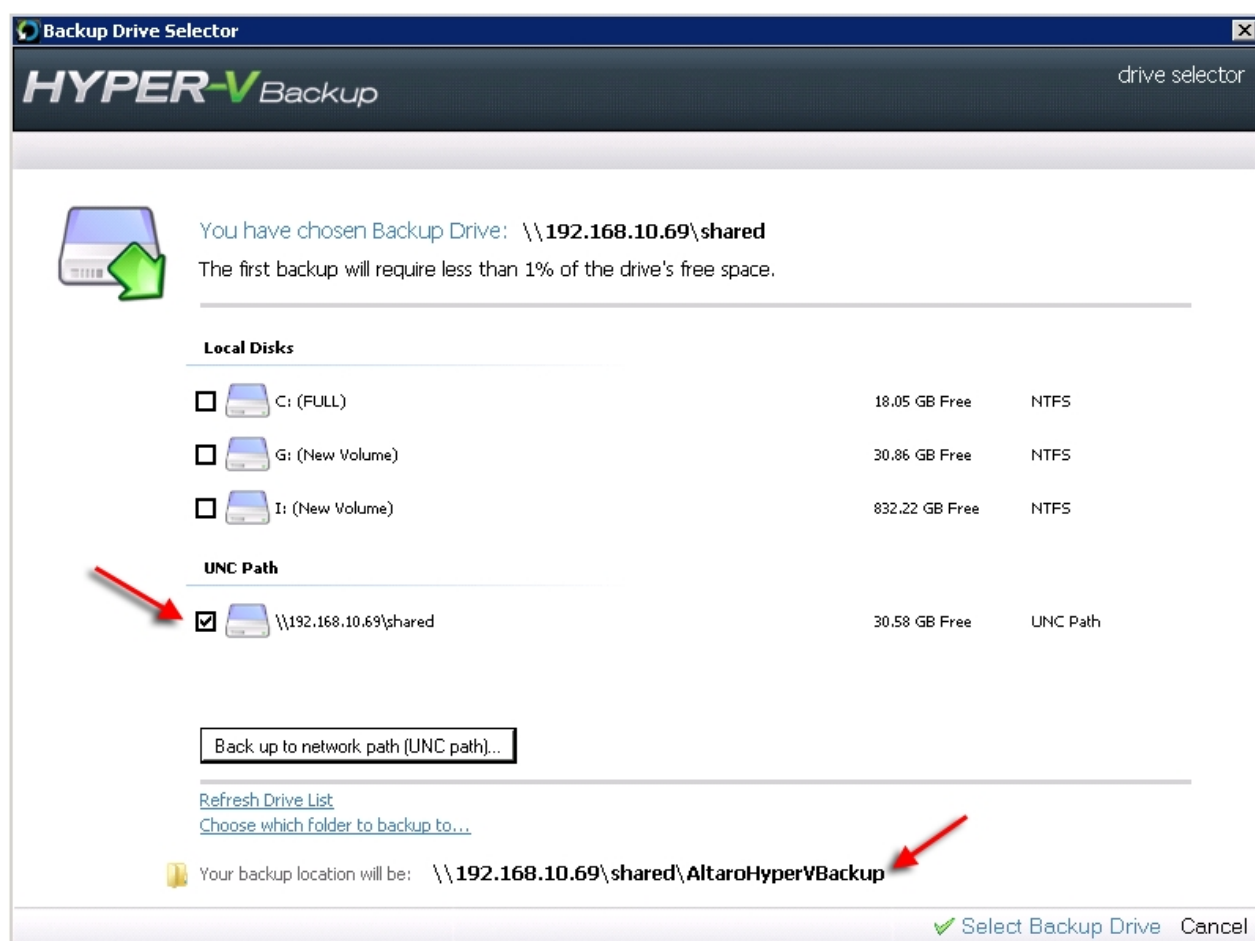 Backup Drive Selector
HYPER-V Backup
drive selector
You have chosen Backup Drive: \\192.168.10.69\shared
The first backup will require less than 1% of the drive's free space.
Local Disks
C: (FULL) 18.05 GB Free NTFS
G: (New Volume) 30.86 GB Free NTFS
I: (New Volume) 832.22 GB Free NTFS
UNC Path
\\192.168.10.69\shared 30.58 GB Free UNC Path
Back up to network path (UNC path)...
Refresh Drive List
Choose which folder to backup to...
Your backup location will be: \\192.168.10.69\shared\AltaroHyperVBackup
Select Backup Drive Cancel